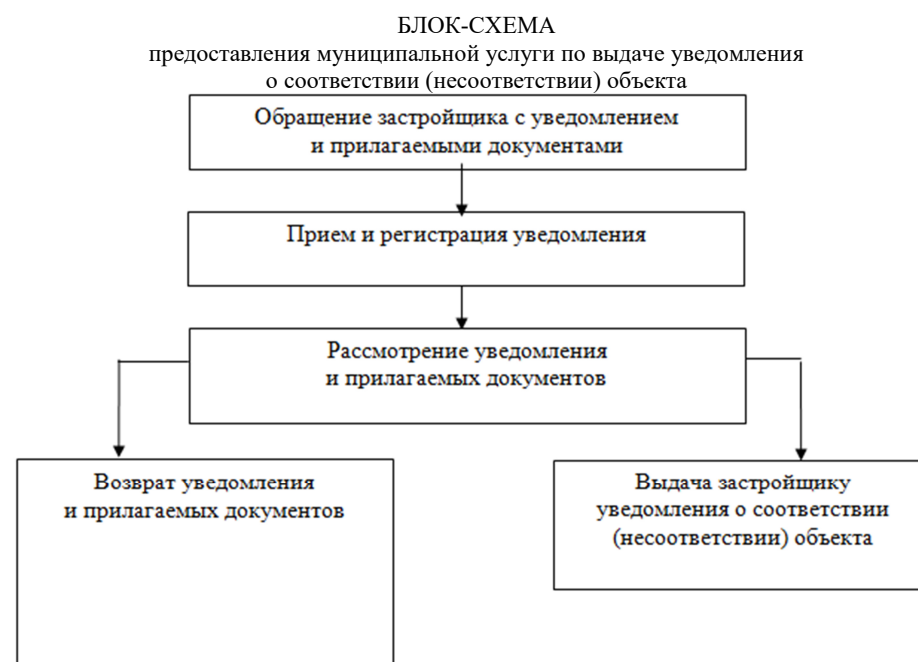 БЛОК-СХЕМА
предоставления муниципальной услуги по выдаче уведомления
о соответствии (несоответствии) объекта
Обращение застройщика с уведомлением
и прилагаемыми документами
Прием и регистрация уведомления
Рассмотрение уведомления
и прилагаемых документов
Возврат уведомления
и прилагаемых документов
Выдача застройщику
уведомления о соответствии
(несоответствии) объекта